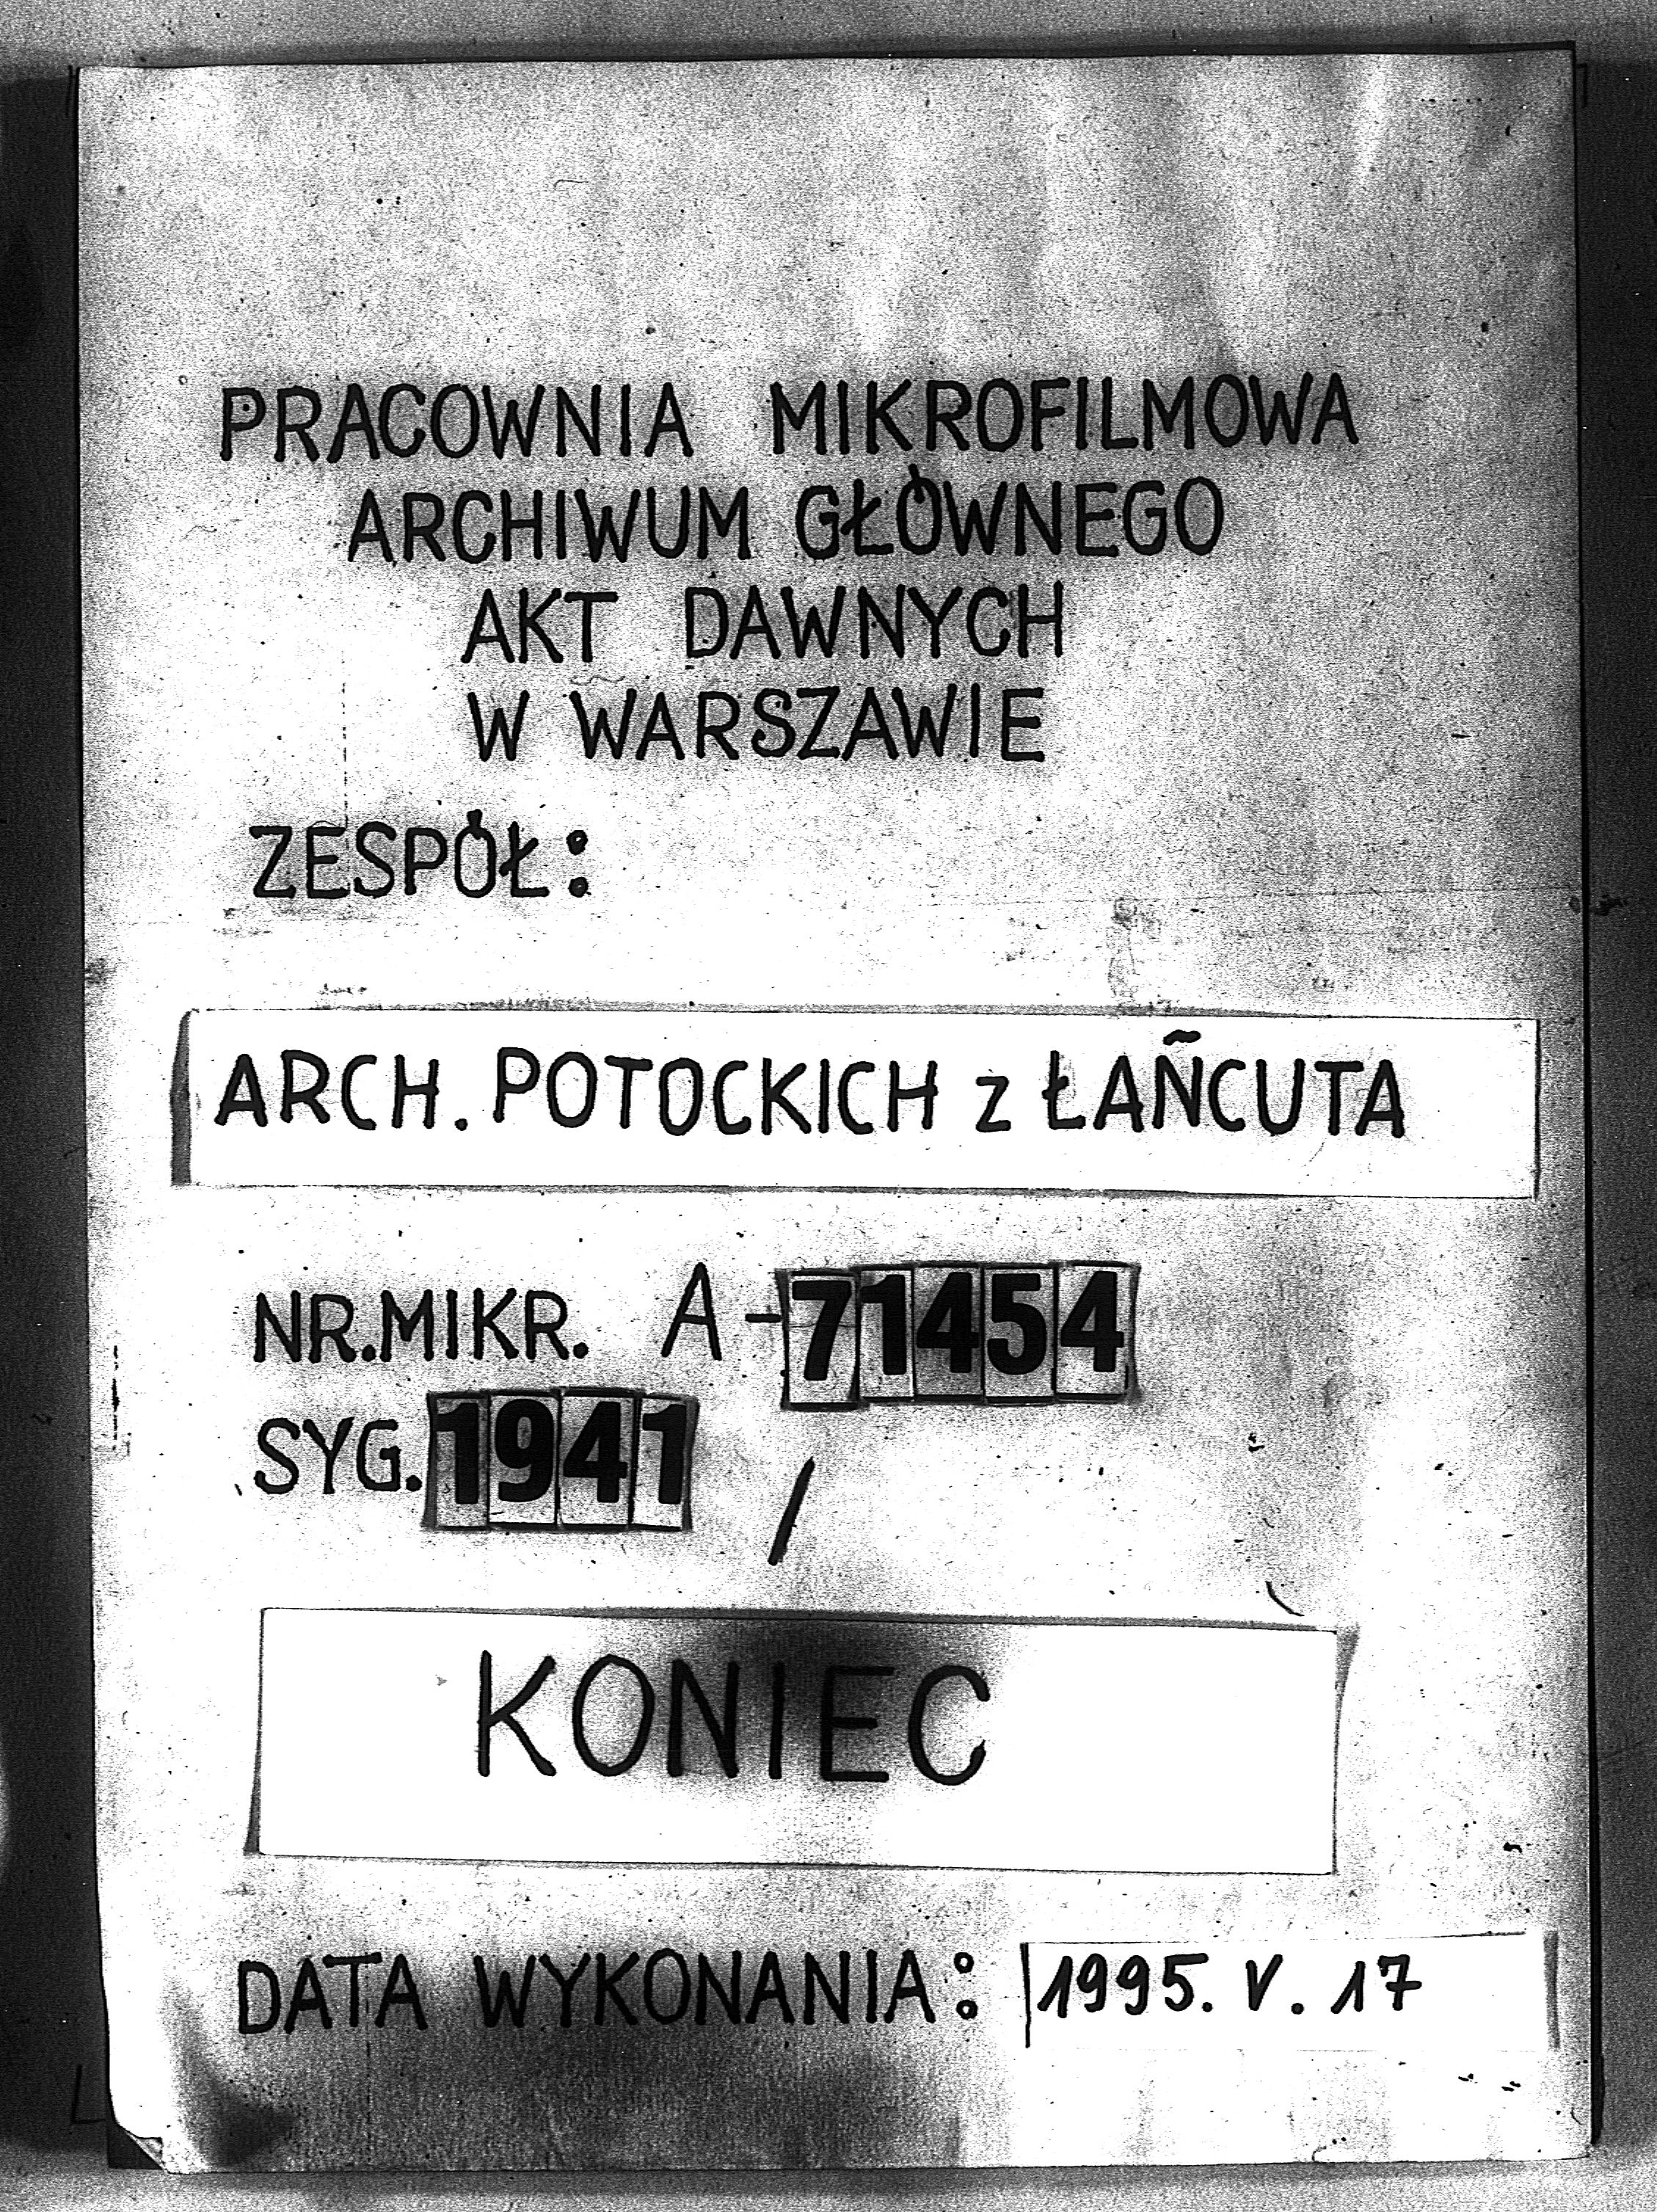 PRACOWNIA MIKROFILMOWA
ARCHIWUM GŁÓWNEGO
AKT DAWNYCH
W WARSZAWIE
ZESPÓŁ:
ARCH. POTOCKICH z ŁAŃCUTA
NR.MIKR. A-71454
SYG. 1941 /
KONIEC
DATA WYKONANIA: 1995. V. 17